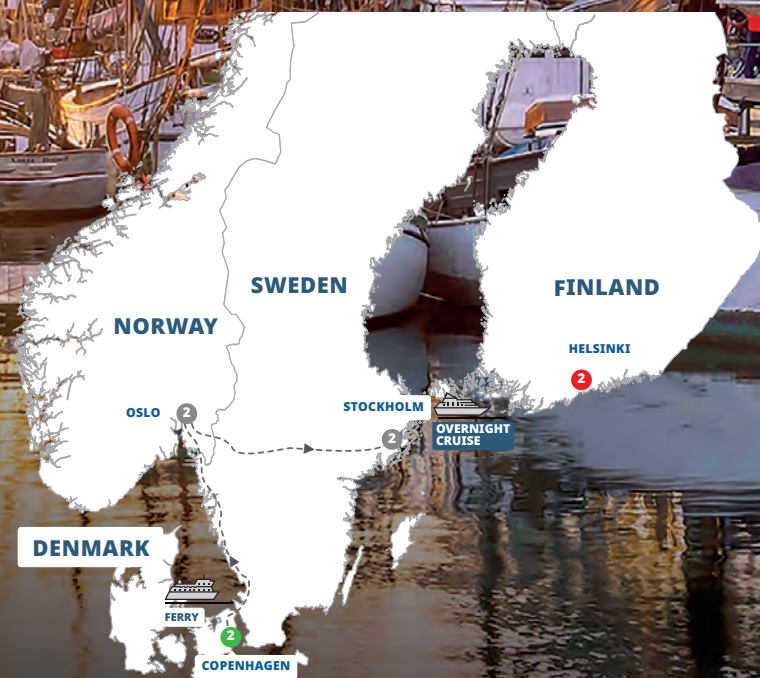 SWEDEN
FINLAND
NORWAY
HELSINKI
2
OSLO
2
STOCKHOLM
2
OVERNIGHT
CRUISE
DENMARK
FERRY
2
COPENHAGEN